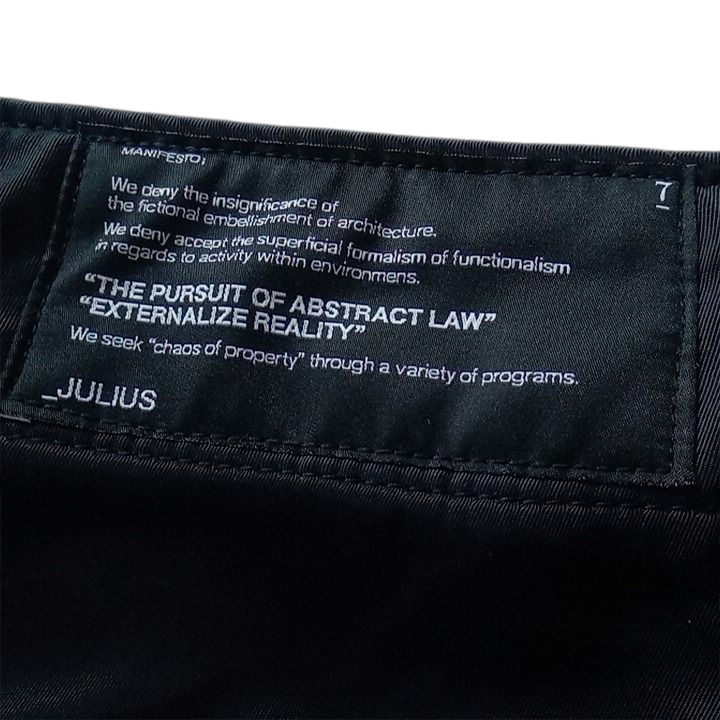 MANIFESTO;
7
We deny the insignificance of
the fictional embellishment of architecture.
We deny accept the superficial formalism of functionalism
in regards to activity within environmens.
“THE PURSUIT OF ABSTRACT LAW”
“EXTERNALIZE REALITY”
We seek “chaos of property” through a variety of programs.
_JULIUS